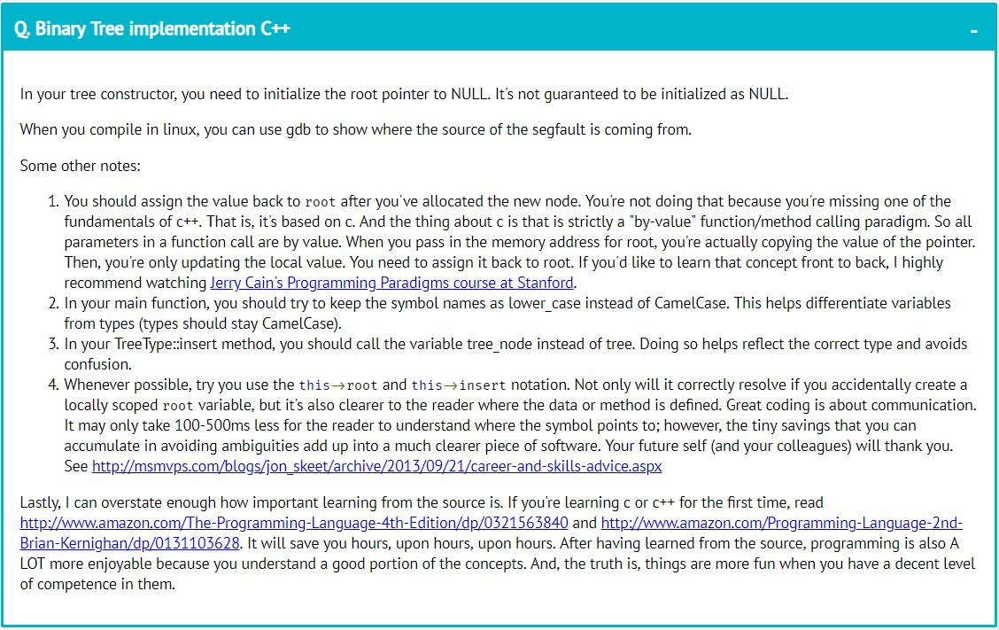 Q. Binary Tree implementation C++
-
In your tree constructor, you need to initialize the root pointer to NULL. It's not guaranteed to be initialized as NULL.
When you compile in linux, you can use gdb to show where the source of the segfault is coming from.
Some other notes:
1. You should assign the value back to root after you've allocated the new node. You're not doing that because you're missing one of the
fundamentals of c++. That is, it's based on c. And the thing about c is that is strictly a "by-value" function/method calling paradigm. So all
parameters in a function call are by value. When you pass in the memory address for root, you're actually copying the value of the pointer.
Then, you're only updating the local value. You need to assign it back to root. If you'd like to learn that concept front to back, I highly
recommend watching Jerry Cain's Programming Paradigms course at Stanford.
2. In your main function, you should try to keep the symbol names as lower_case instead of CamelCase. This helps differentiate variables
from types (types should stay CamelCase).
3. In your TreeType::insert method, you should call the variable tree_node instead of tree. Doing so helps reflect the correct type and avoids
confusion.
4. Whenever possible, try you use the this→root and this→insert notation. Not only will it correctly resolve if you accidentally create a
locally scoped root variable, but it's also clearer to the reader where the data or method is defined. Great coding is about communication.
It may only take 100-500ms less for the reader to understand where the symbol points to; however, the tiny savings that you can
accumulate in avoiding ambiguities add up into a much clearer piece of software. Your future self (and your colleagues) will thank you.
See http://msmvps.com/blogs/jon_skeet/archive/2013/09/21/career-and-skills-advice.aspx
Lastly, I can overstate enough how important learning from the source is. If you're learning c or c++ for the first time, read
http://www.amazon.com/The-Programming-Language-4th-Edition/dp/0321563840 and http://www.amazon.com/Programming-Language-2nd-
Brian-Kernighan/dp/0131103628. It will save you hours, upon hours, upon hours. After having learned from the source, programming is also A
LOT more enjoyable because you understand a good portion of the concepts. And, the truth is, things are more fun when you have a decent level
of competence in them.